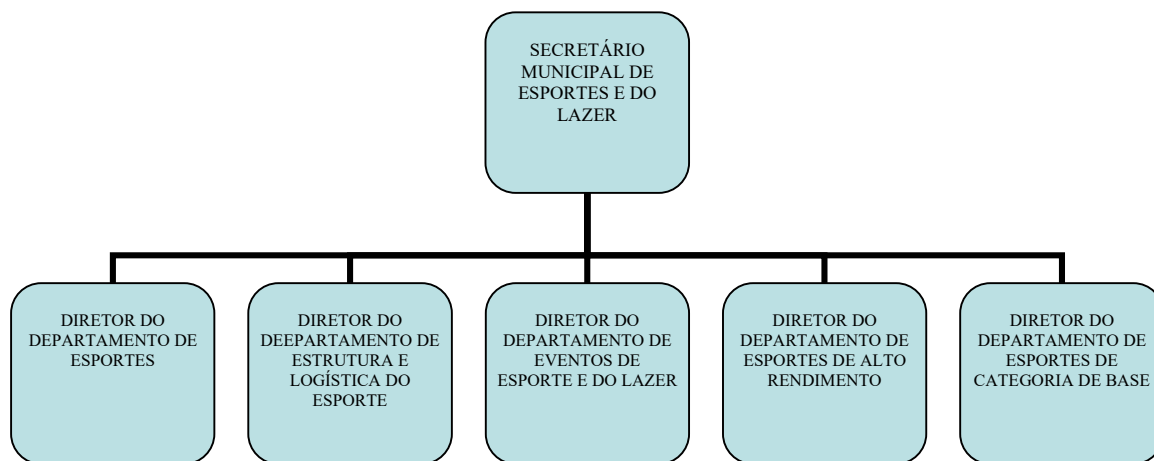 SECRETÁRIO
MUNICIPAL DE
ESPORTES E DO
LAZER
DIRETOR DO
DEPARTAMENTO DE
ESPORTES
DIRETOR DO
DEEPARTAMENTO DE
ESTRUTURA E
LOGÍSTICA DO
ESPORTE
DIRETOR DO
DEPARTAMENTO DE
EVENTOS DE
ESPORTE E DO LAZER
DIRETOR DO
DEPARTAMENTO DE
ESPORTES DE ALTO
RENDIMENTO
DIRETOR DO
DEPARTAMENTO DE
ESPORTES DE
CATEGORIA DE BASE